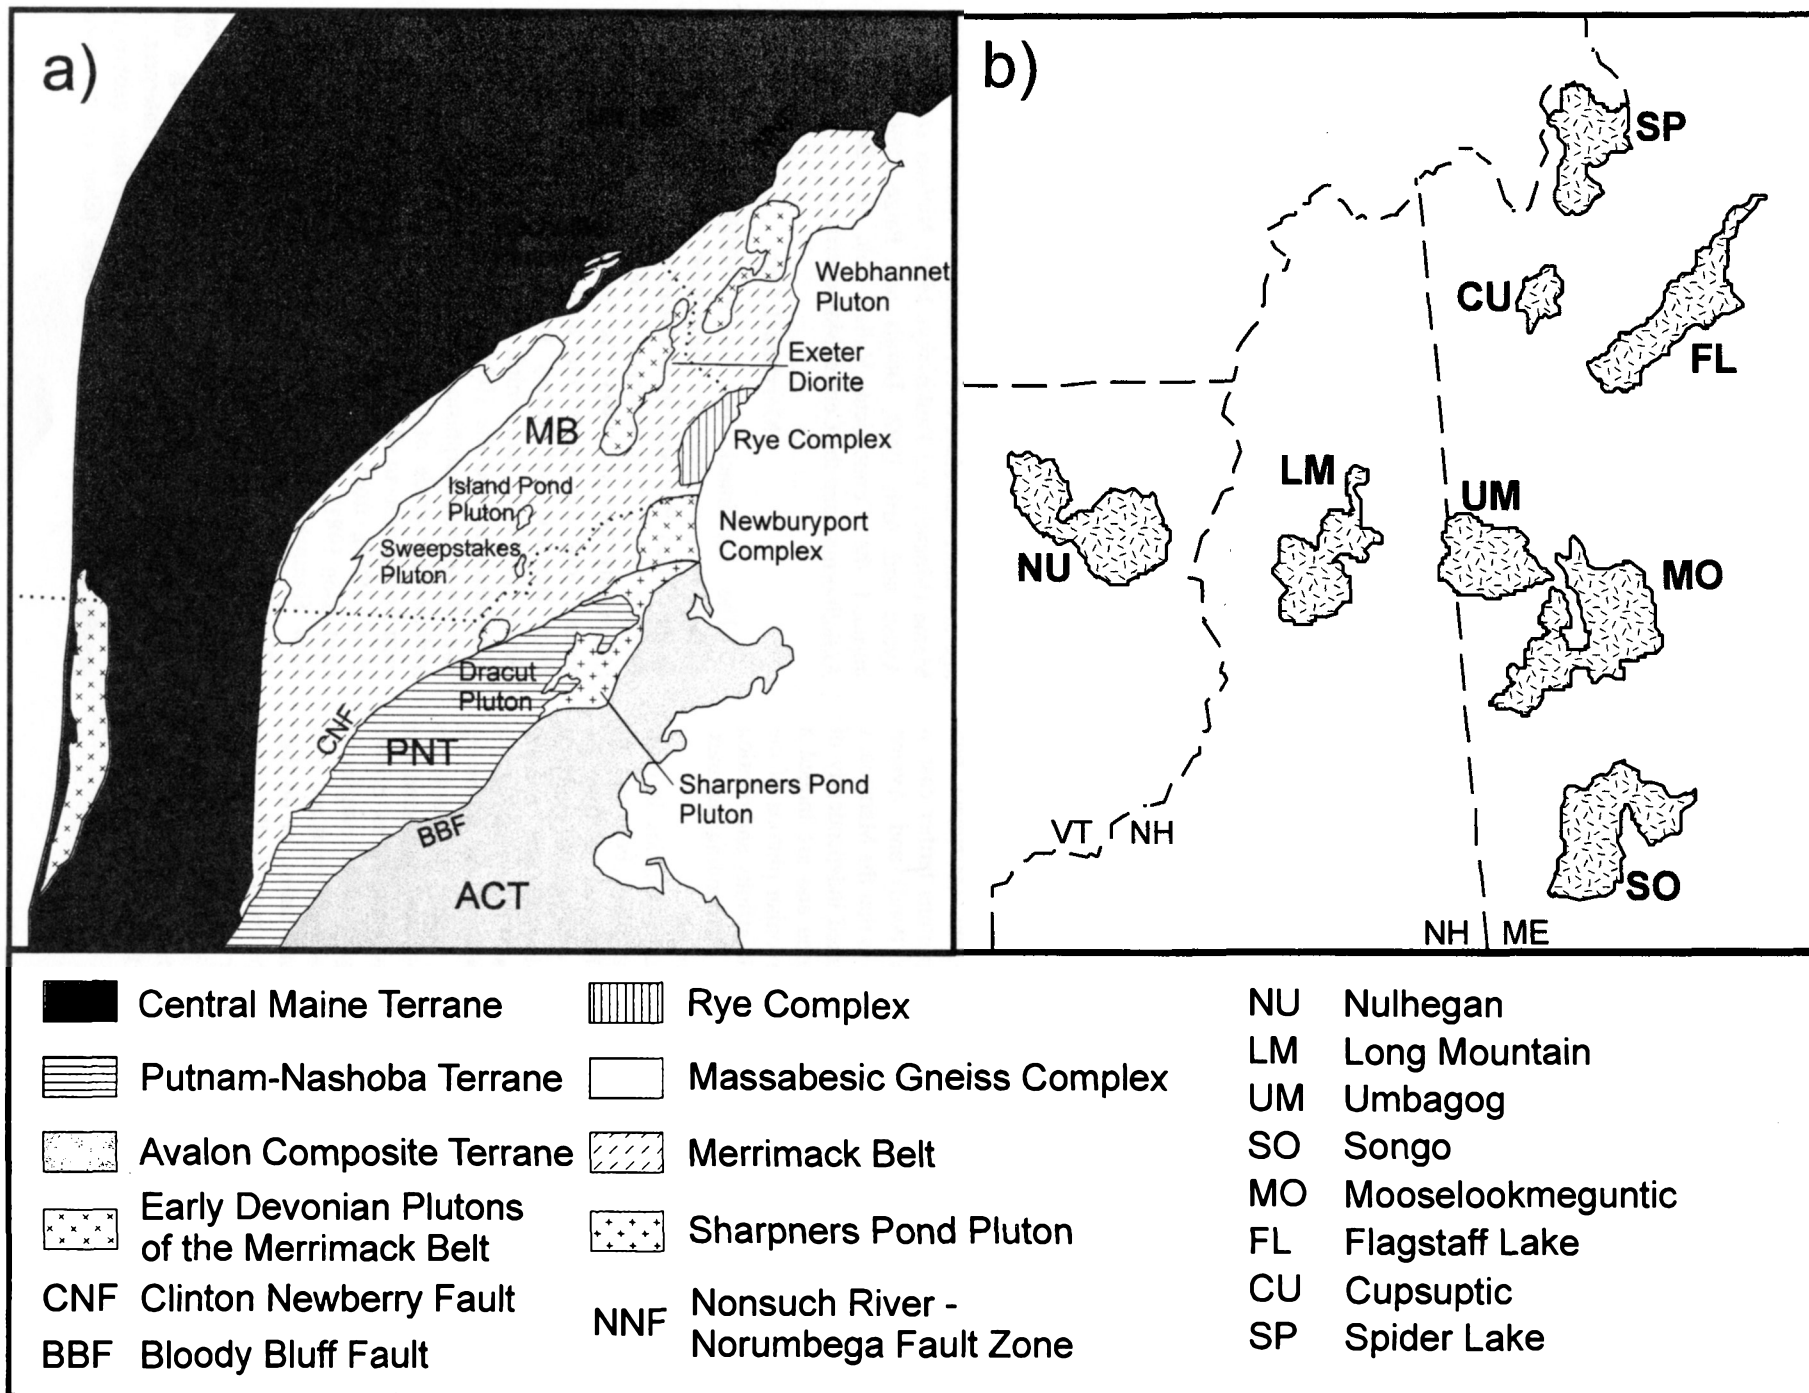 a)
Webhannet
Pluton
Exeter
Diorite
MB
Rye Complex
Island Pond
Pluton
Newburyport
Complex
Sweepstakes
Pluton
Dracut
Pluton
CNF
PNT
Sharpners Pond
Pluton
BBF
ACT
b)
SP
CU
FL
LM
UM
NU
MO
VT
NH
SO
NH
ME
Central Maine Terrane
Putnam-Nashoba Terrane
Avalon Composite Terrane
Early Devonian Plutons
of the Merrimack Belt
CNF Clinton Newberry Fault
BBF Bloody Bluff Fault
Rye Complex
Massabesic Gneiss Complex
Merrimack Belt
Sharpners Pond Pluton
NNF Nonsuch River -
Norumbega Fault Zone
NU Nulhegan
LM Long Mountain
UM Umbagog
SO Songo
MO Mooselookmeguntic
FL Flagstaff Lake
CU Cupsuptic
SP Spider Lake